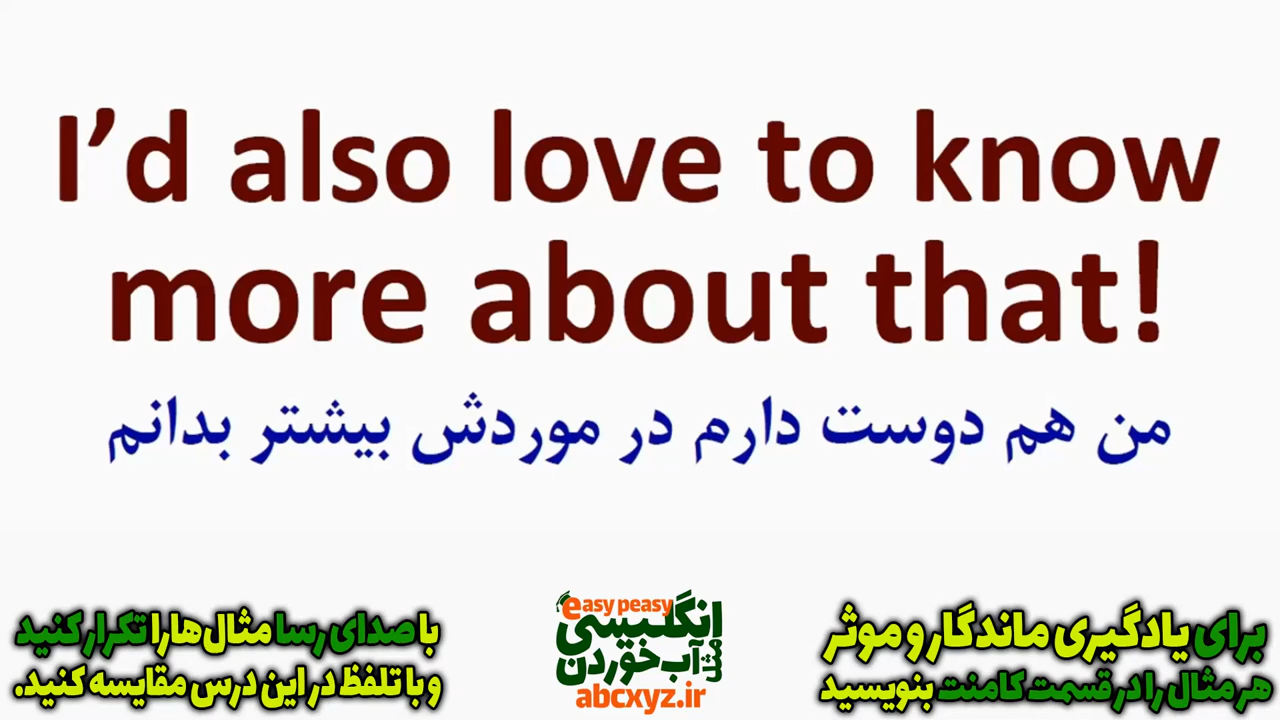 I’d also love to know
more about that!
من هم دوست دارم در موردش بیشتر بدانم
برای یادگیری ماندگار و موثر
هر مثال را در قسمت کامنت بنویسید
easy peasy
انگلیسی
مثل
آب خوردن
abcxyz.ir
با صدای رسا مثال‌ها را تکرار کنید
و با تلفظ در این درس مقایسه کنید.